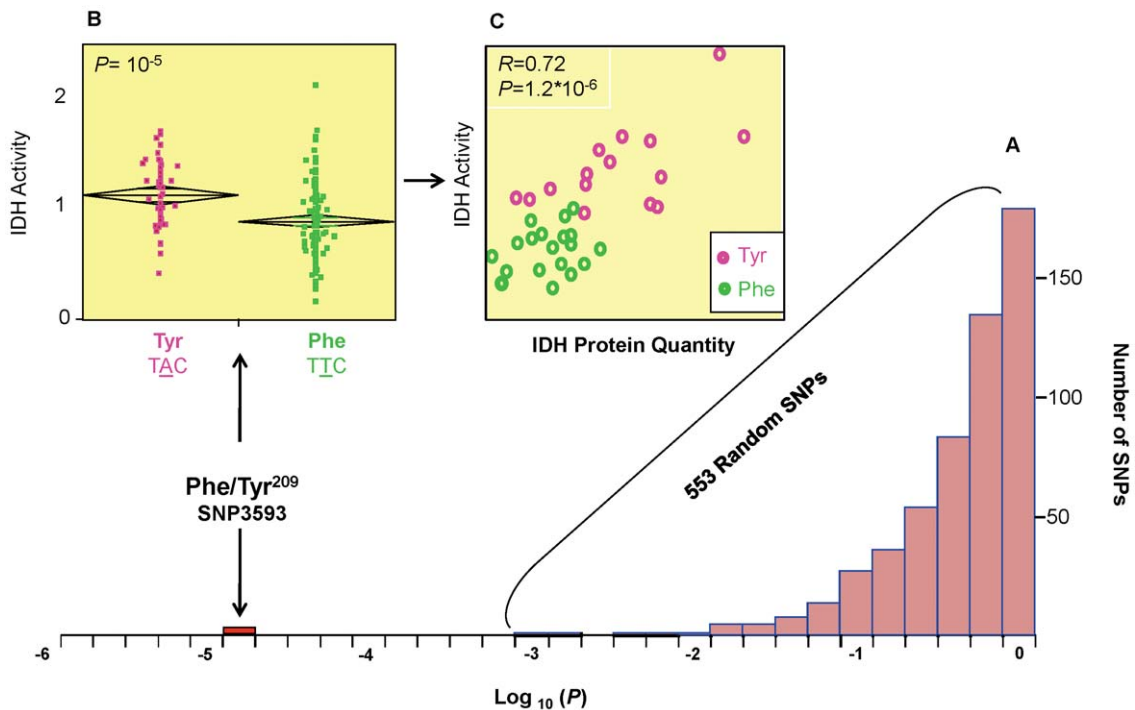 B
C
P= 10-5
R=0.72
P=1.2*10-6
A
2
1
0
IDH Activity
IDH Activity
Tyr
Phe
Tyr
TAC
Phe
TTC
IDH Protein Quantity
553 Random SNPs
150
100
50
Number of SNPs
Phe/Tyr209
SNP3593
-6
-5
-4
-3
-2
-1
0
Log 10 (P)